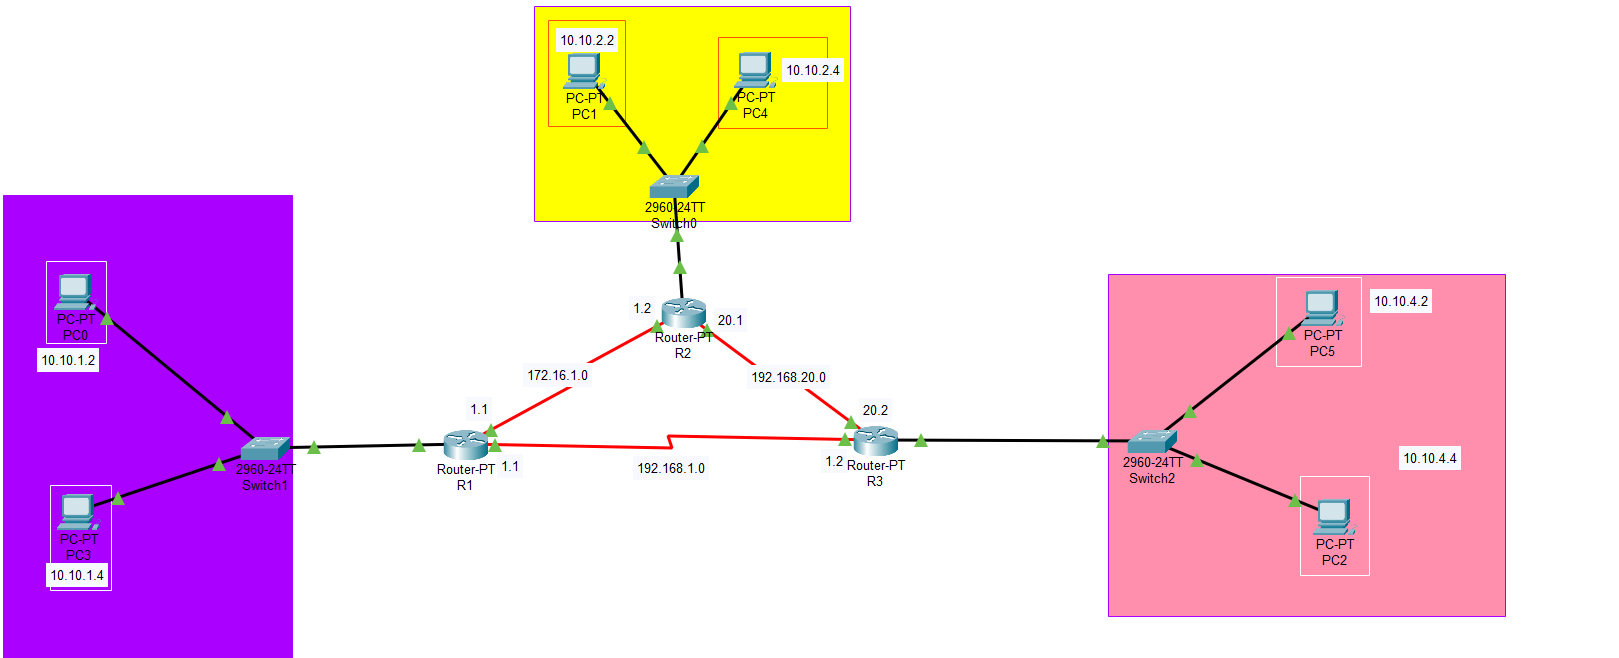 10.10.2.2
PC-PT
PC1
10.10.2.4
PC-PT
PC4
2960-24TT
Switch0
PC-PT
PC0
10.10.1.2
1.2
20.1
Router-PT
R2
172.16.1.0
192.168.20.0
10.10.4.2
PC-PT
PC5
1.1
20.2
2960-24TT
Switch1
Router-PT
R1
1.1
192.168.1.0
1.2
Router-PT
R3
2960-24TT
Switch2
10.10.4.4
PC-PT
PC3
10.10.1.4
PC-PT
PC2